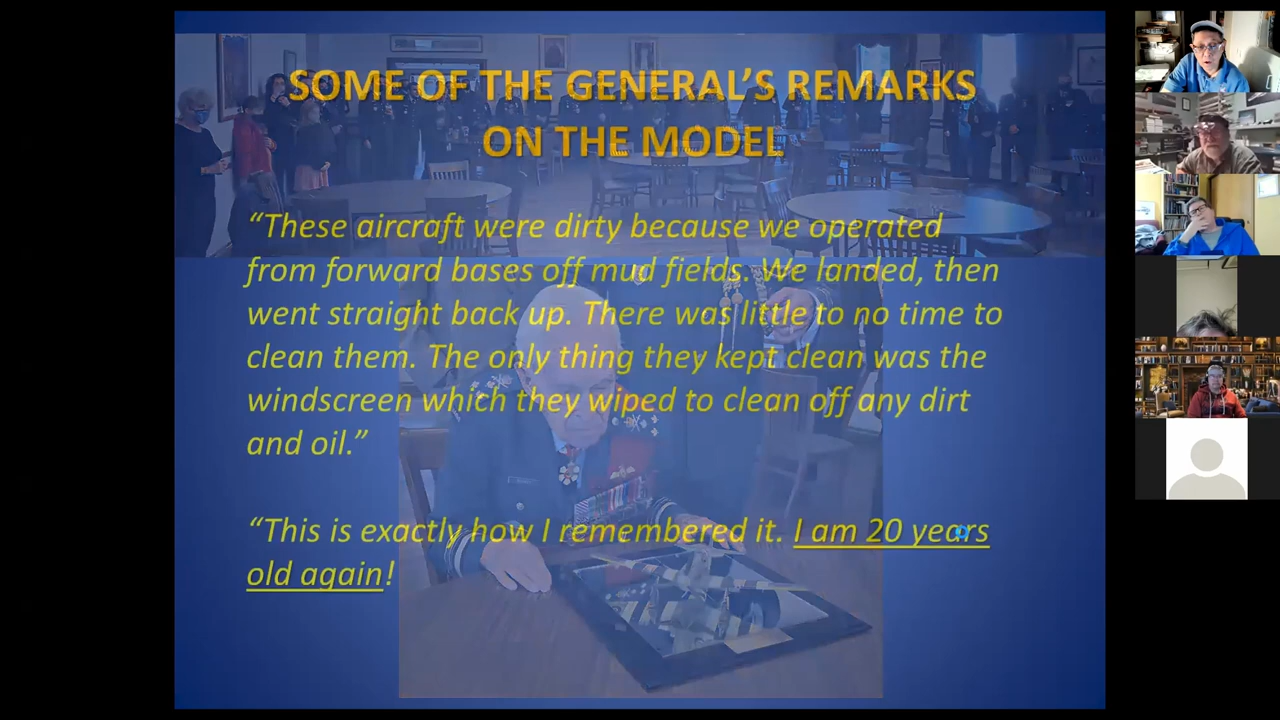 SOME OF THE GENERAL’S REMARKS
ON THE MODEL
“These aircraft were dirty because we operated
from forward bases off mud fields. We landed, then
went straight back up. There was little to no time to
clean them. The only thing they kept clean was the
windscreen which they wiped to clean off any dirt
and oil.”
“This is exactly how I remembered it. I am 20 years
old again!